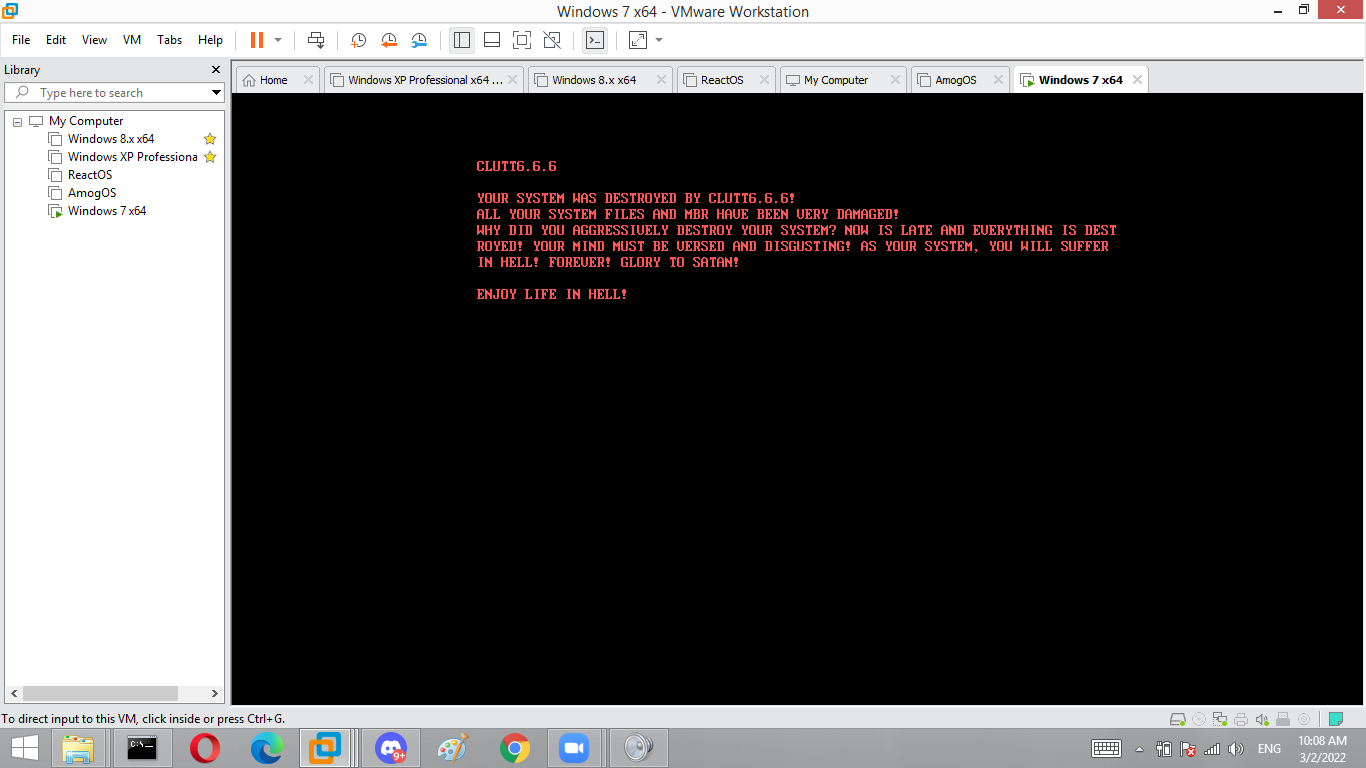 Windows 7 x64 - VMware Workstation
File Edit View VM Tabs Help
Library
Type here to search
My Computer
Windows 8.x x64
Windows XP Professiona
ReactOS
AmogOS
Windows 7 x64
Home
Windows XP Professional x64 ...
Windows 8.x x64
ReactOS
My Computer
AmogOS
Windows 7 x64
CLUTT6.6.6
YOUR SYSTEM WAS DESTROYED BY CLUTT6.6.6!
ALL YOUR SYSTEM FILES AND MBR HAVE BEEN VERY DAMAGED!
WHY DID YOU AGGRESSIVELY DESTROY YOUR SYSTEM? NOW IS LATE AND EVERYTHING IS DEST
ROYED! YOUR MIND MUST BE VERSED AND DISGUSTING! AS YOUR SYSTEM, YOU WILL SUFFER
IN HELL! FOREVER! GLORY TO SATAN!
ENJOY LIFE IN HELL!
To direct input to this VM, click inside or press Ctrl+G.
C:\_
9+
ENG
10:08 AM
3/2/2022